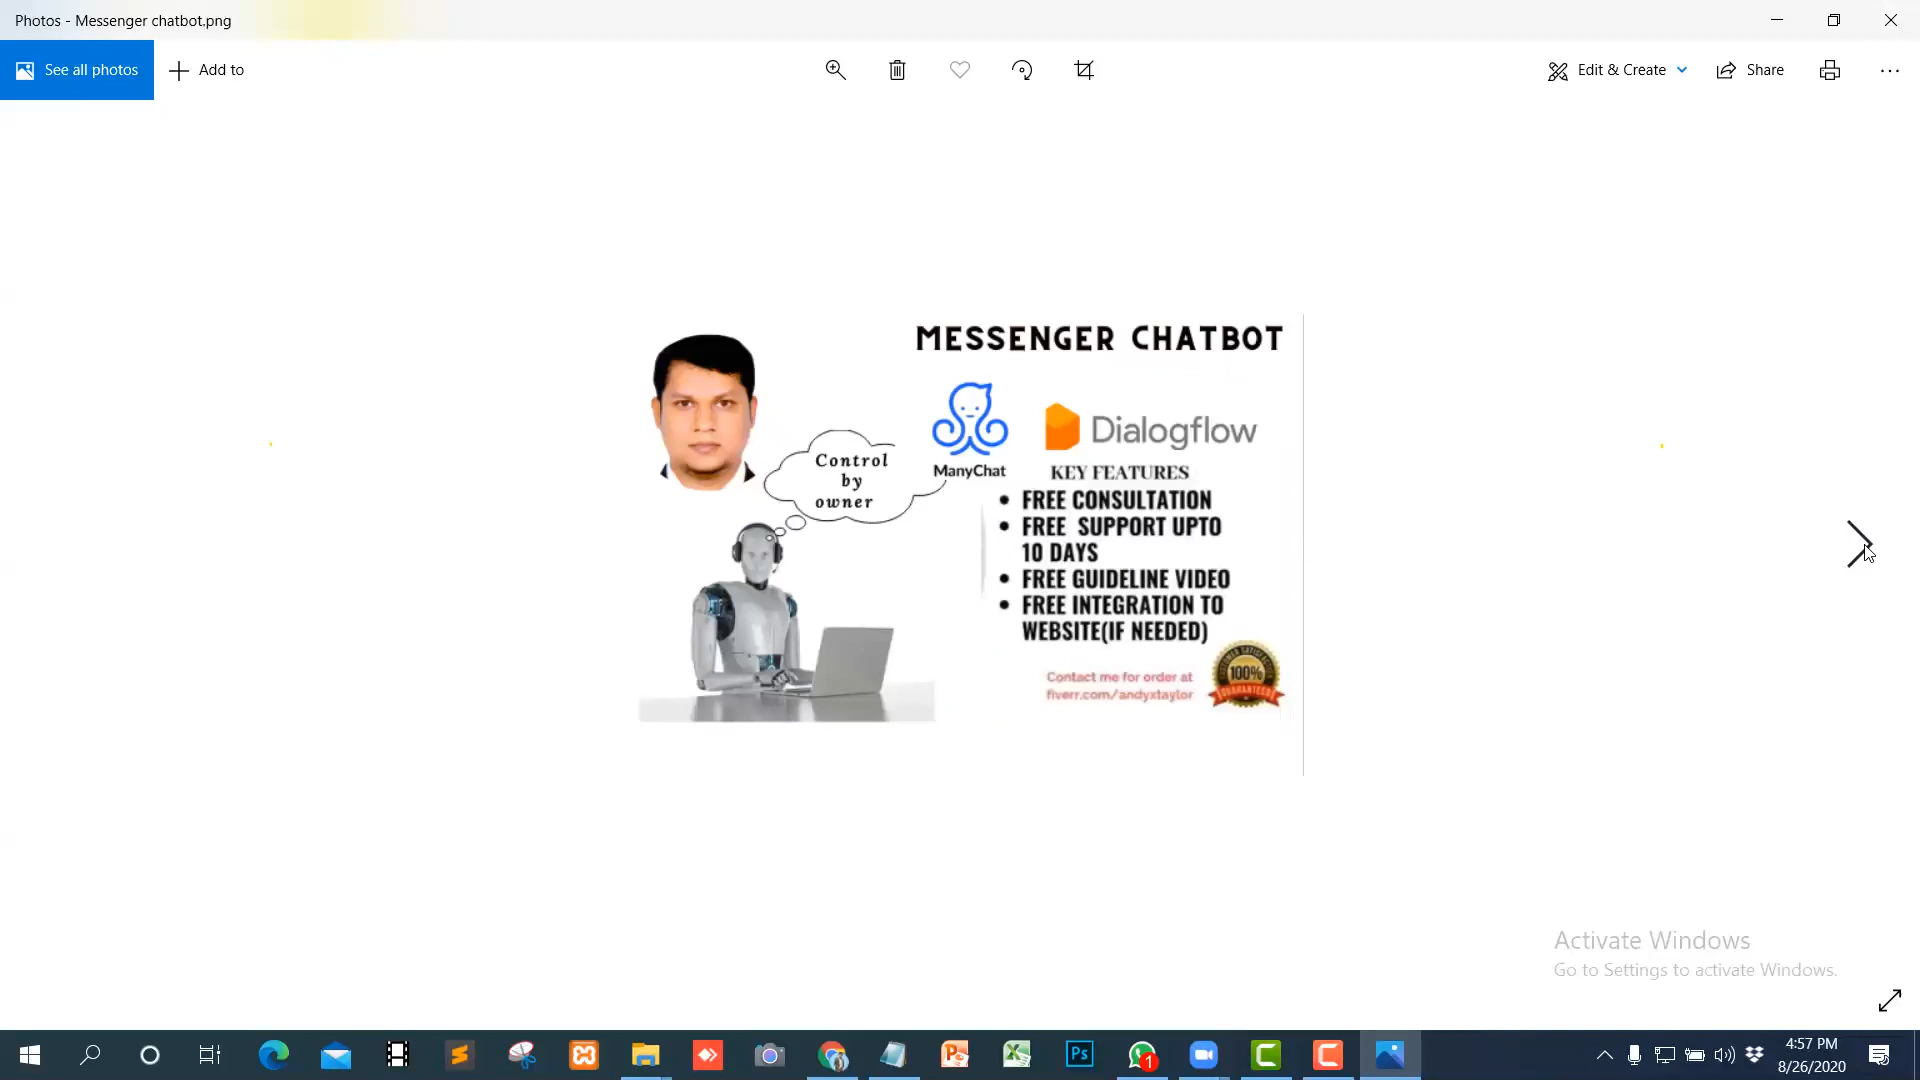 Photos - Messenger chatbot.png
See all photos
Add to
Edit & Create
Share
MESSENGER CHATBOT
Control
by
owner
ManyChat
Dialogflow
KEY FEATURES
• FREE CONSULTATION
• FREE SUPPORT UPTO
10 DAYS
• FREE GUIDELINE VIDEO
• FREE INTEGRATION TO
WEBSITE(IF NEEDED)
Contact me for order at
fiverr.com/andyxtaylor
100%
GUARANTEED
Activate Windows
Go to Settings to activate Windows.
Ps
1
4:57 PM
8/26/2020